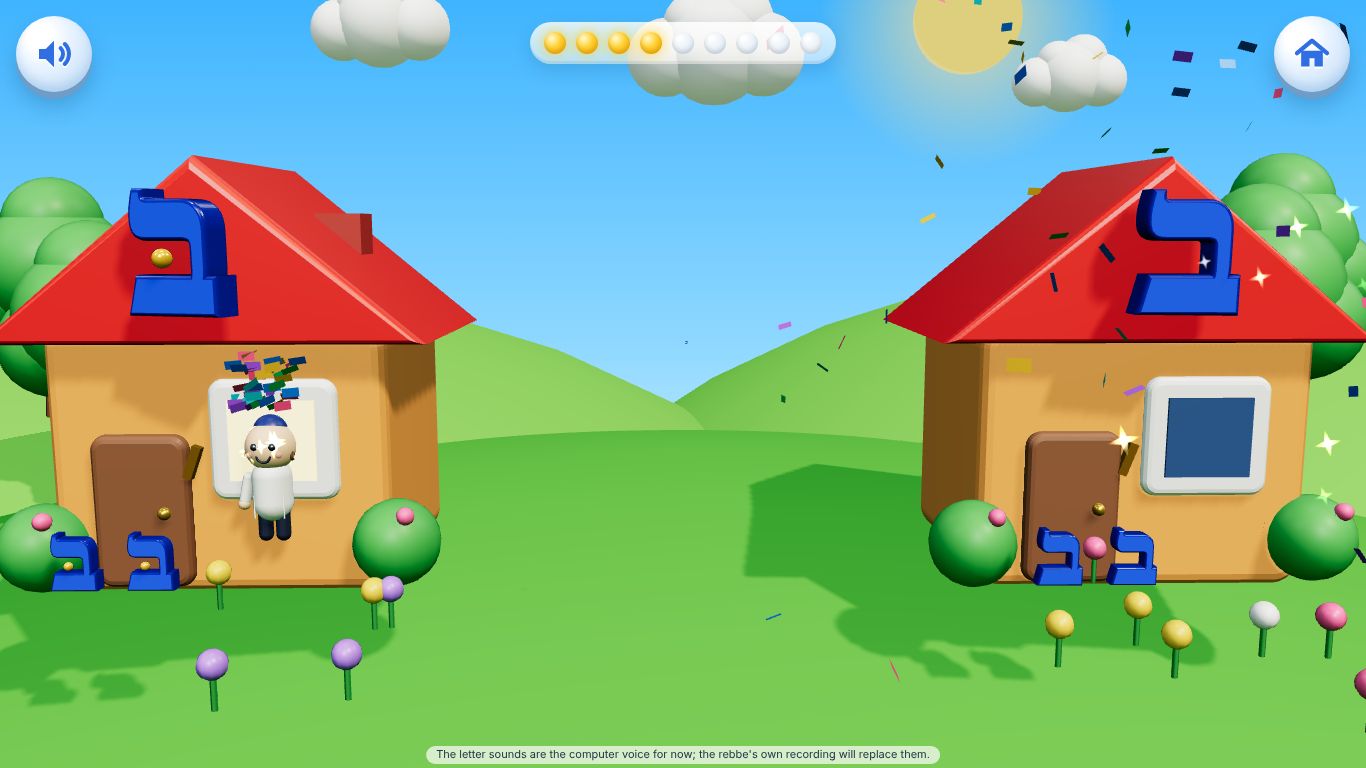 בּ ב
בּ בּ ב ב
The letter sounds are the computer voice for now; the rebbe's own recording will replace them.